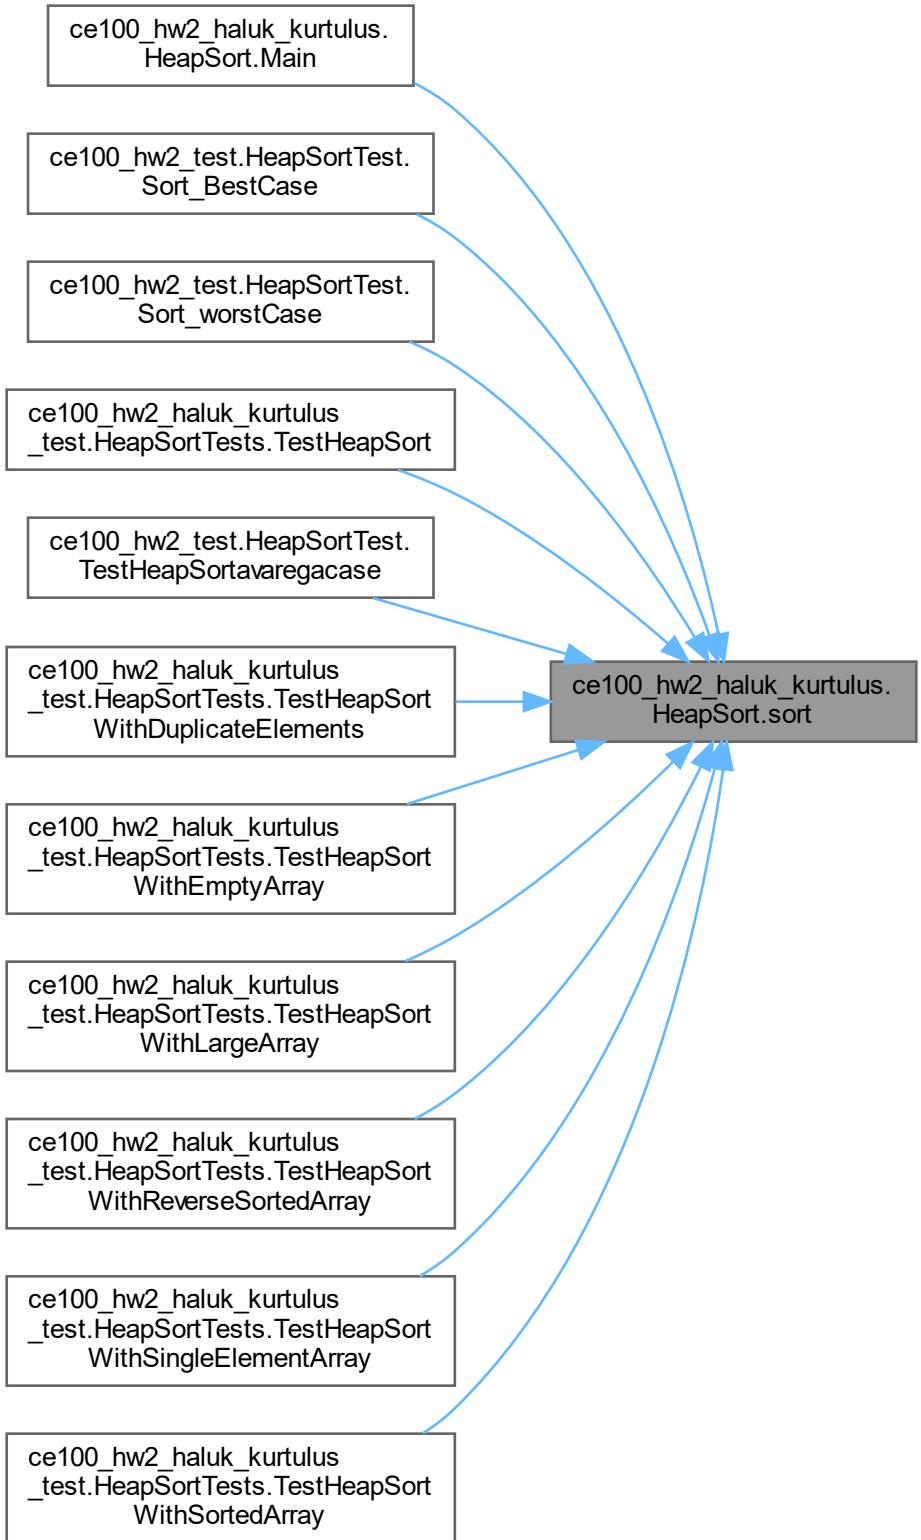 ce100_hw2_haluk_kurtulus.
HeapSort.Main
ce100_hw2_test.HeapSortTest.
Sort_BestCase
ce100_hw2_test.HeapSortTest.
Sort_worstCase
ce100_hw2_haluk_kurtulus
_test.HeapSortTests.TestHeapSort
ce100_hw2_test.HeapSortTest.
TestHeapSortavaregacase
ce100_hw2_haluk_kurtulus
_test.HeapSortTests.TestHeapSort
WithDuplicateElements
ce100_hw2_haluk_kurtulus.
HeapSort.sort
ce100_hw2_haluk_kurtulus
_test.HeapSortTests.TestHeapSort
WithEmptyArray
ce100_hw2_haluk_kurtulus
_test.HeapSortTests.TestHeapSort
WithLargeArray
ce100_hw2_haluk_kurtulus
_test.HeapSortTests.TestHeapSort
WithReverseSortedArray
ce100_hw2_haluk_kurtulus
_test.HeapSortTests.TestHeapSort
WithSingleElementArray
ce100_hw2_haluk_kurtulus
_test.HeapSortTests.TestHeapSort
WithSortedArray